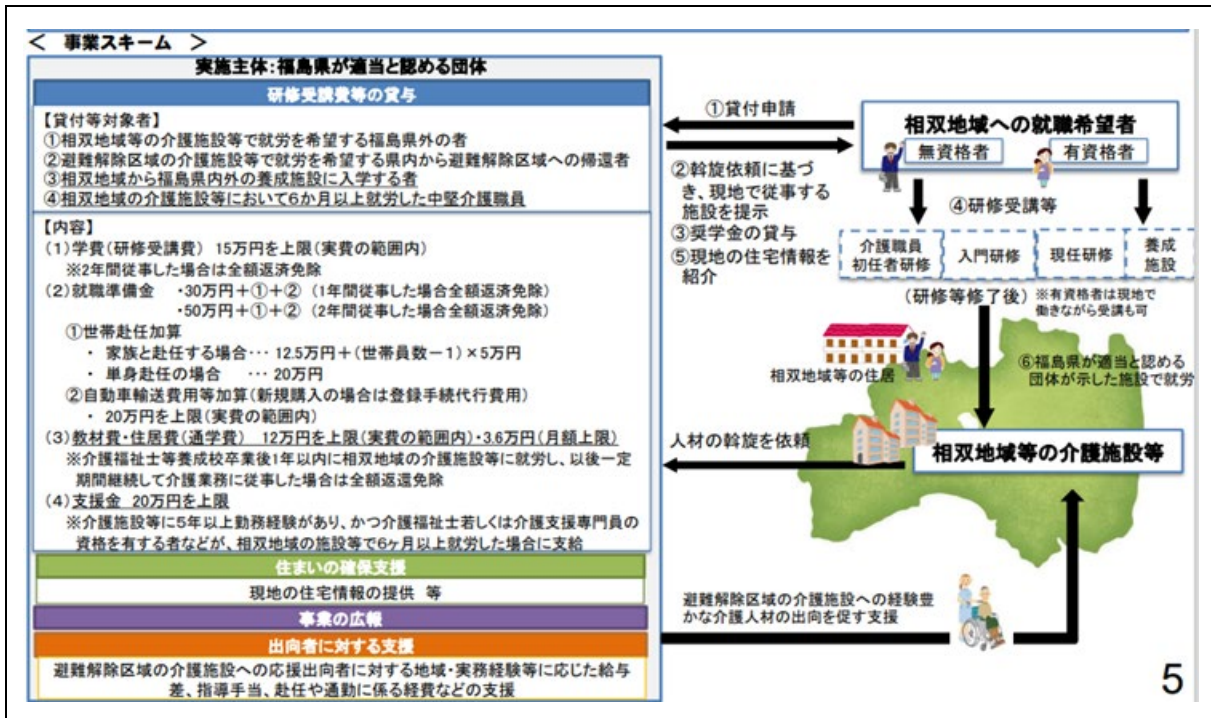 ＜ 事業スキーム ＞
実施主体:福島県が適当と認める団体
研修受講費等の貸与
【貸付等対象者】
①相双地域等の介護施設等で就労を希望する福島県外の者
②避難解除区域の介護施設等で就労を希望する県内から避難解除区域への帰還者
③相双地域から福島県内外の養成施設に入学する者
④相双地域の介護施設等において6か月以上就労した中堅介護職員
【内容】
(1)学費(研修受講費) 15万円を上限(実費の範囲内)
※2年間従事した場合は全額返済免除
(2)就職準備金 ・30万円＋①＋② (1年間従事した場合全額返済免除)
・50万円＋①＋② (2年間従事した場合全額返済免除)
①世帯赴任加算
・ 家族と赴任する場合… 12.5万円＋(世帯員数－1)×5万円
・ 単身赴任の場合 …20万円
②自動車輸送費用等加算(新規購入の場合は登録手続代行費用)
・ 20万円を上限(実費の範囲内)
(3)教材費・住居費(通学費) 12万円を上限(実費の範囲内)・3.6万円(月額上限)
※介護福祉士等養成校卒業後1年以内に相双地域の介護施設等に就労し、以後一定
期間継続して介護業務に従事した場合は全額返還免除
(4)支援金 20万円を上限
※介護施設等に5年以上勤務経験があり、かつ介護福祉士若しくは介護支援専門員の
資格を有する者などが、相双地域の施設等で6ヶ月以上就労した場合に支給
住まいの確保支援
現地の住宅情報の提供 等
事業の広報
出向者に対する支援
避難解除区域の介護施設への応援出向者に対する地域・実務経験等に応じた給与
差、指導手当、赴任や通勤に係る経費などの支援
①貸付申請
相双地域への就職希望者
無資格者
有資格者
②斡旋依頼に基づ
き、現地で従事する
施設を提示
③奨学金の貸与
⑤現地の住宅情報を
紹介
④研修受講等
介護職員
初任者研修
入門研修
現任研修
養成
施設
(研修等修了後)
※有資格者は現地で
働きながら受講も可
相双地域等の住居
⑥福島県が適当と認める
団体が示した施設で就労
人材の斡旋を依頼
相双地域等の介護施設等
避難解除区域の介護施設への経験豊
かな介護人材の出向を促す支援
5